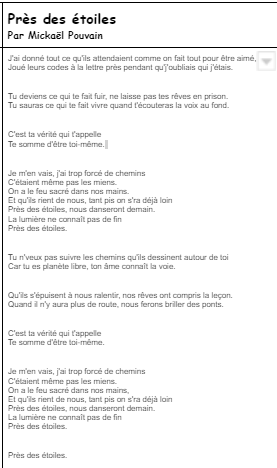 Près des étoiles
Par Mickaël Pouvain
J'ai donné tout ce qu'ils attendaient comme on fait tout pour être aimé,
Joué leurs codes à la lettre près pendant qu'j'oubliais qui j'étais.
Tu deviens ce qui te fait fuir, ne laisse pas tes rêves en prison.
Tu sauras ce qui te fait vivre quand t'écouteras la voix au fond.
C'est ta vérité qui t'appelle
Te somme d'être toi-même.
Je m'en vais, j'ai trop forcé de chemins
C'étaient même pas les miens.
On a le feu sacré dans nos mains.
Et qu'ils rient de nous, tant pis on s'ra déjà loin
Près des étoiles, nous danseront demain.
La lumière ne connaît pas de fin
Près des étoiles.
Tu n'veux pas suivre les chemins qu'ils dessinent autour de toi
Car tu es planète libre, ton âme connaît la voie.
Qu'ils s'épuisent à nous ralentir, nos rêves ont compris la leçon.
Quand il n'y aura plus de route, nous ferons briller des ponts.
C'est ta vérité qui t'appelle
Te somme d'être toi-même.
Je m'en vais, j'ai trop forcé de chemins
C'étaient même pas les miens.
On a le feu sacré dans nos mains,
Et qu'ils rient de nous, tant pis on s'ra déjà loin
Près des étoiles, nous danseront demain.
La lumière ne connaît pas de fin
Près des étoiles.
Près des étoiles.